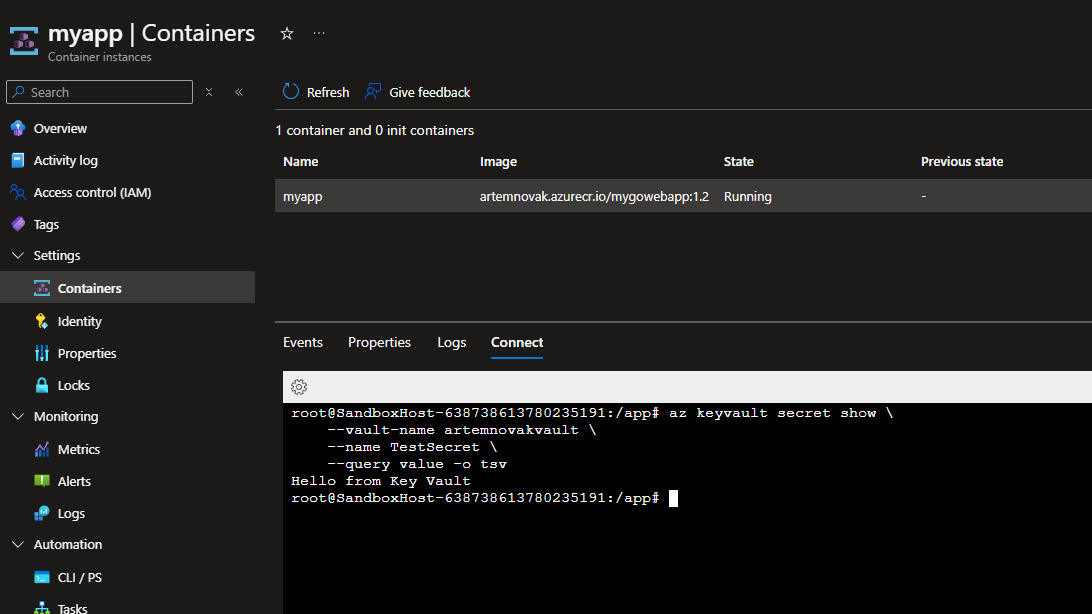 myapp | Containers
Container instances
Search
Refresh
Give feedback
Overview
Activity log
Access control (IAM)
Tags
Settings
Containers
Identity
Properties
Locks
Monitoring
Metrics
Alerts
Logs
Automation
CLI / PS
Tasks
1 container and 0 init containers
Name Image State Previous state
myapp artemnovak.azurecr.io/mygowebapp:1.2 Running -
Events Properties Logs Connect
root@SandboxHost-638738613780235191:/app# az keyvault secret show \
--vault-name artemnovakvault \
--name TestSecret \
--query value -o tsv
Hello from Key Vault
root@SandboxHost-638738613780235191:/app#